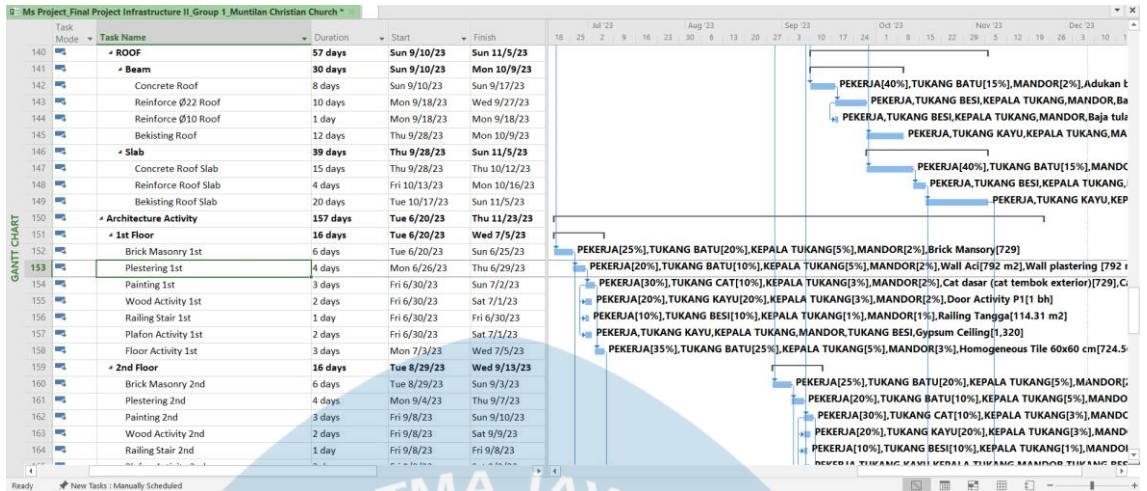 Ms Project_Final Project Infrastructure II_Group 1_Muntilan Christian Church *
Task Mode Task Name Duration Start Finish
Jul '23 Aug '23 Sep '23 Oct '23 Nov '23 Dec '23
18 25 2 9 16 23 30 6 13 20 27 3 10 17 24 1 8 15 22 29 5 12 19 26 3 10
140 ROOF 57 days Sun 9/10/23 Sun 11/5/23
141 Beam 30 days Sun 9/10/23 Mon 10/9/23
142 Concrete Roof 8 days Sun 9/10/23 Sun 9/17/23 PEKERJA[40%],TUKANG BATU[15%],MANDOR[2%],Adukan b
143 Reinforce Ø22 Roof 10 days Mon 9/18/23 Wed 9/27/23 PEKERJA,TUKANG BESI,KEPALA TUKANG,MANDOR,Ba
144 Reinforce Ø10 Roof 1 day Mon 9/18/23 Mon 9/18/23 PEKERJA,TUKANG BESI,KEPALA TUKANG,MANDOR,Baja tula
145 Bekisting Roof 12 days Thu 9/28/23 Mon 10/9/23 PEKERJA,TUKANG KAYU,KEPALA TUKANG,MA
146 Slab 39 days Thu 9/28/23 Sun 11/5/23
147 Concrete Roof Slab 15 days Thu 9/28/23 Thu 10/12/23 PEKERJA[40%],TUKANG BATU[15%],MANDO
148 Reinforce Roof Slab 4 days Fri 10/13/23 Mon 10/16/23 PEKERJA,TUKANG BESI,KEPALA TUKANG,
149 Bekisting Roof Slab 20 days Tue 10/17/23 Sun 11/5/23 PEKERJA,TUKANG KAYU,KEP
150 Architecture Activity 157 days Tue 6/20/23 Thu 11/23/23
151 1st Floor 16 days Tue 6/20/23 Wed 7/5/23
152 Brick Masonry 1st 6 days Tue 6/20/23 Sun 6/25/23 PEKERJA[25%],TUKANG BATU[20%],KEPALA TUKANG[5%],MANDOR[2%],Brick Mansory[729]
153 Plestering 1st 4 days Mon 6/26/23 Thu 6/29/23 PEKERJA[20%],TUKANG BATU[10%],KEPALA TUKANG[5%],MANDOR[2%],Wall Aci[792 m2],Wall plastering [792
154 Painting 1st 3 days Fri 6/30/23 Sun 7/2/23 PEKERJA[30%],TUKANG CAT[10%],KEPALA TUKANG[3%],MANDOR[2%],Cat dasar (cat tembok exterior)[729],Ca
155 Wood Activity 1st 2 days Fri 6/30/23 Sat 7/1/23 PEKERJA[20%],TUKANG KAYU[20%],KEPALA TUKANG[3%],MANDOR[2%],Door Activity P1[1 bh]
156 Railing Stair 1st 1 day Fri 6/30/23 Fri 6/30/23 PEKERJA[10%],TUKANG BESI[10%],KEPALA TUKANG[1%],MANDOR[1%],Railing Tangga[114.31 m2]
157 Plafon Activity 1st 2 days Fri 6/30/23 Sat 7/1/23 PEKERJA,TUKANG KAYU,KEPALA TUKANG,MANDOR,TUKANG BESI,Gypsum Ceiling[1,320]
158 Floor Activity 1st 3 days Mon 7/3/23 Wed 7/5/23 PEKERJA[35%],TUKANG BATU[25%],KEPALA TUKANG[5%],MANDOR[3%],Homogeneous Tile 60x60 cm[724.5
159 2nd Floor 16 days Tue 8/29/23 Wed 9/13/23
160 Brick Masonry 2nd 6 days Tue 8/29/23 Sun 9/3/23 PEKERJA[25%],TUKANG BATU[20%],KEPALA TUKANG[5%],MANDOR[
161 Plestering 2nd 4 days Mon 9/4/23 Thu 9/7/23 PEKERJA[20%],TUKANG BATU[10%],KEPALA TUKANG[5%],MANDO
162 Painting 2nd 3 days Fri 9/8/23 Sun 9/10/23 PEKERJA[30%],TUKANG CAT[10%],KEPALA TUKANG[3%],MANDO
163 Wood Activity 2nd 2 days Fri 9/8/23 Sat 9/9/23 PEKERJA[20%],TUKANG KAYU[20%],KEPALA TUKANG[3%],MAND
164 Railing Stair 2nd 1 day Fri 9/8/23 Fri 9/8/23 PEKERJA[10%],TUKANG BESI[10%],KEPALA TUKANG[1%],MANDO
GANTT CHART
Ready New Tasks : Manually Scheduled